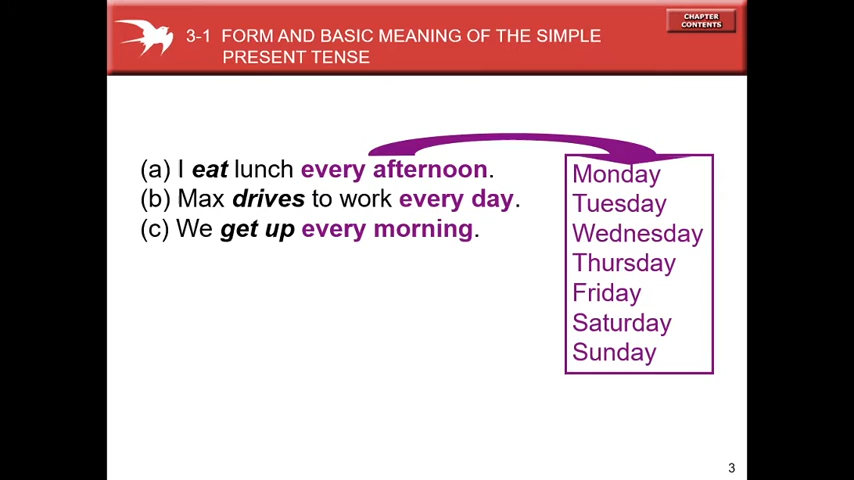 3-1 FORM AND BASIC MEANING OF THE SIMPLE
PRESENT TENSE
CHAPTER
CONTENTS
(a) I eat lunch every afternoon.
(b) Max drives to work every day.
(c) We get up every morning.
Monday
Tuesday
Wednesday
Thursday
Friday
Saturday
Sunday
3